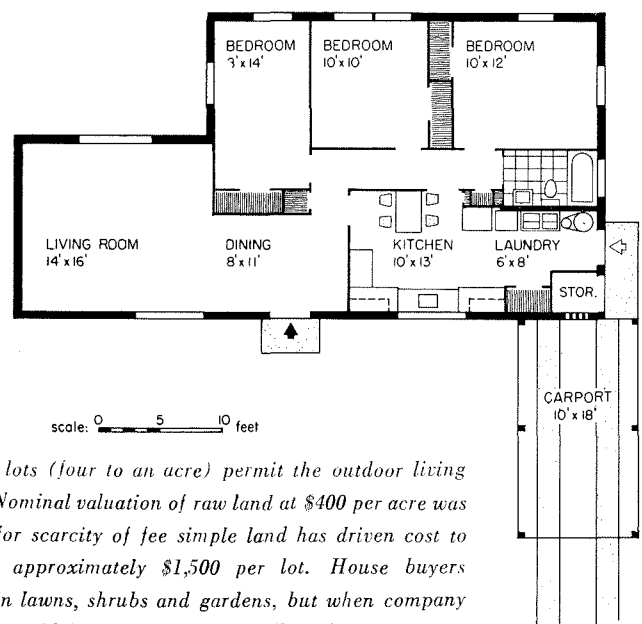 BEDROOM
9'x14'
BEDROOM
10'x10'
BEDROOM
10'x12'
LIVING ROOM
14'x16'
DINING
8'x11'
KITCHEN
10'x13'
LAUNDRY
6'x8'
STOR.
CARPORT
10'x18'
scale: 0 5 10 feet
lots (four to an acre) permit the outdoor living
Nominal valuation of raw land at $400 per acre was
or scarcity of fee simple land has driven cost to
approximately $1,500 per lot. House buyers
n lawns, shrubs and gardens, but when company